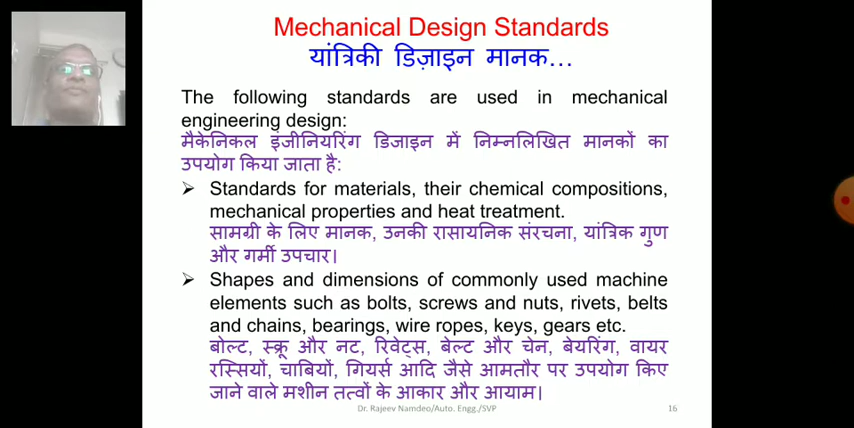 Mechanical Design Standards
यांत्रिकी डिज़ाइन मानक...
The following standards are used in mechanical
engineering design:
मैकेनिकल इंजीनियरिंग डिजाइन में निम्नलिखित मानकों का
उपयोग किया जाता है:
➢ Standards for materials, their chemical compositions,
mechanical properties and heat treatment.
सामग्री के लिए मानक, उनकी रासायनिक संरचना, यांत्रिक गुण
और गर्मी उपचार।
➢ Shapes and dimensions of commonly used machine
elements such as bolts, screws and nuts, rivets, belts
and chains, bearings, wire ropes, keys, gears etc.
बोल्ट, स्क्रू और नट, रिवेट्स, बेल्ट और चेन, बेयरिंग, वायर
रस्सियों, चाबियों, गियर्स आदि जैसे आमतौर पर उपयोग किए
जाने वाले मशीन तत्वों के आकार और आयाम।
Dr. Rajeev Namdeo/Auto. Engg./SVP 16